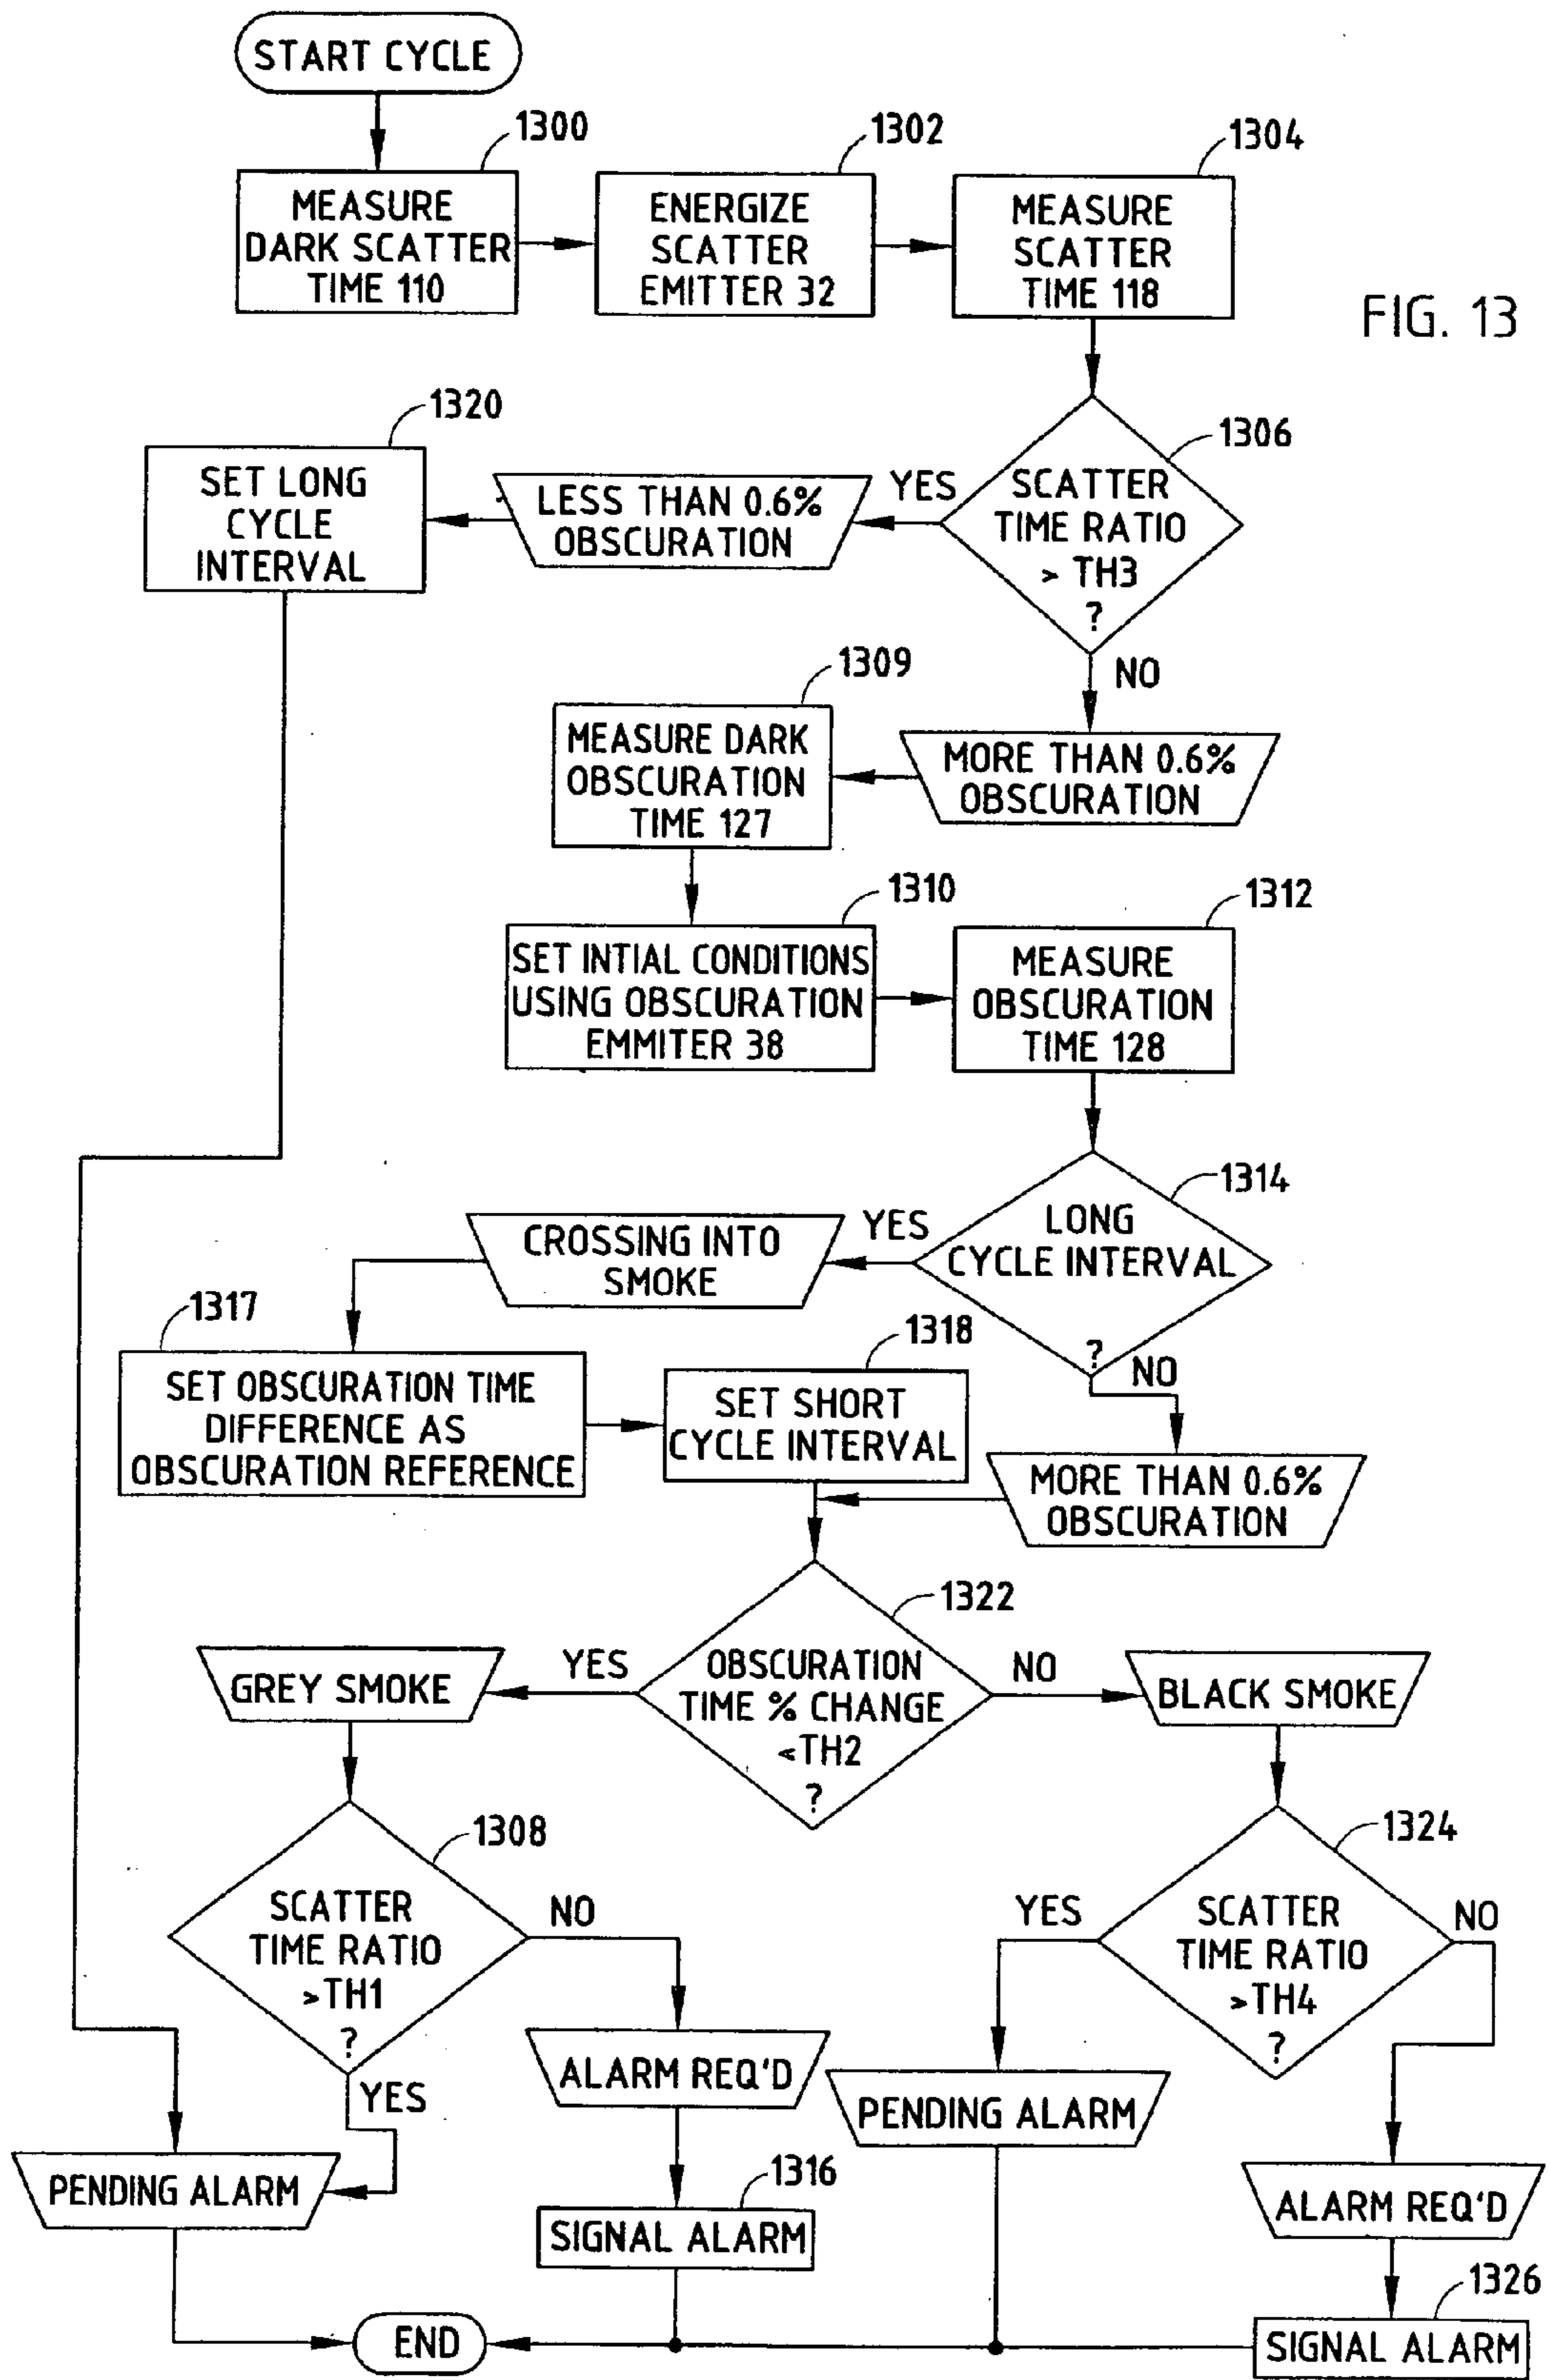 START CYCLE
1300
1302
1304
MEASURE
DARK SCATTER
TIME 110
ENERGIZE
SCATTER
EMITTER 32
MEASURE
SCATTER
TIME 118
FIG. 13
1320
1306
SET LONG
CYCLE
INTERVAL
LESS THAN 0.6%
OBSCURATION
YES
SCATTER
TIME RATIO
> TH3
?
NO
1309
MEASURE DARK
OBSCURATION
TIME 127
MORE THAN 0.6%
OBSCURATION
1310
1312
SET INTIAL CONDITIONS
USING OBSCURATION
EMMITER 38
MEASURE
OBSCURATION
TIME 128
1314
CROSSING INTO
SMOKE
YES
LONG
CYCLE INTERVAL
?
NO
1317
1318
SET OBSCURATION TIME
DIFFERENCE AS
OBSCURATION REFERENCE
SET SHORT
CYCLE INTERVAL
MORE THAN 0.6%
OBSCURATION
1322
GREY SMOKE
YES
OBSCURATION
TIME % CHANGE
<TH2
?
NO
BLACK SMOKE
1308
1324
SCATTER
TIME RATIO
>TH1
?
NO
YES
YES
SCATTER
TIME RATIO
>TH4
?
NO
ALARM REQ'D
PENDING ALARM
PENDING ALARM
1316
ALARM REQ'D
SIGNAL ALARM
1326
END
SIGNAL ALARM